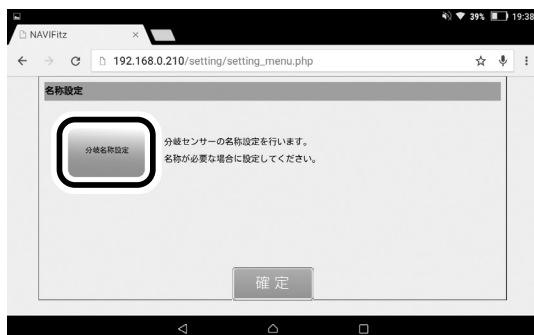 39% 19:38
NAVIFitz
192.168.0.210/setting/setting_menu.php
名称設定
分岐名称設定
分岐センサーの名称設定を行います。
名称が必要な場合に設定してください。
確定